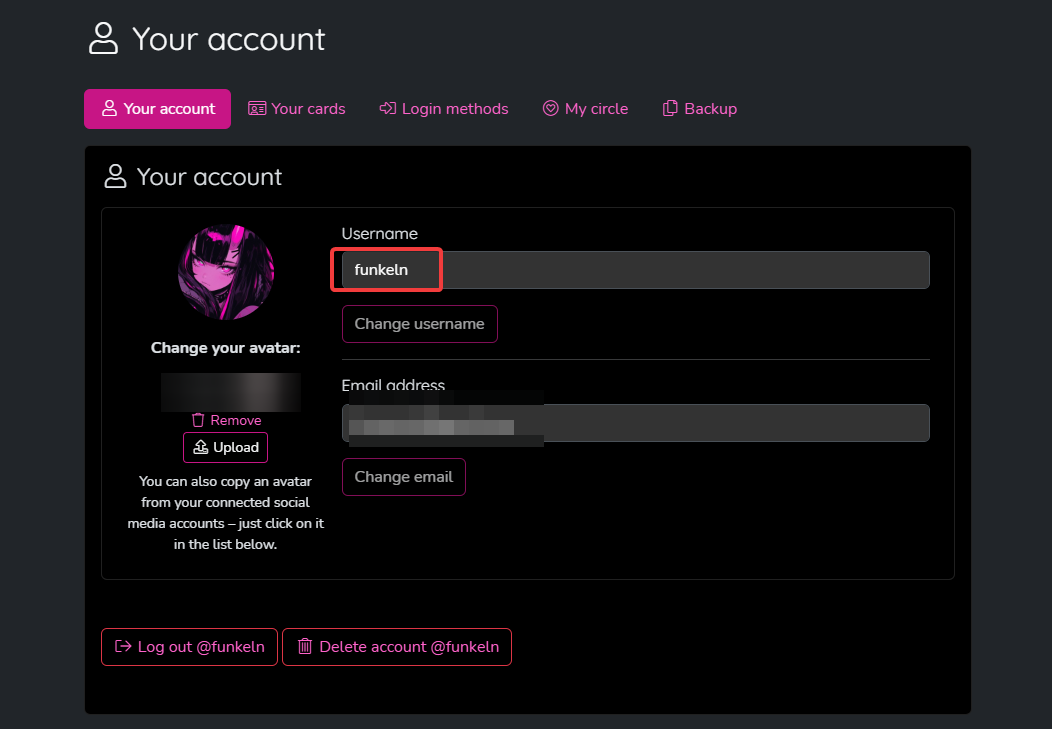 Your account
Your account
Your cards
Login methods
My circle
Backup
Your account
Username
funkeln
Change username
Change your avatar:
Remove
Upload
You can also copy an avatar
from your connected social
media accounts – just click on it
in the list below.
Email address
Change email
Log out @funkeln
Delete account @funkeln